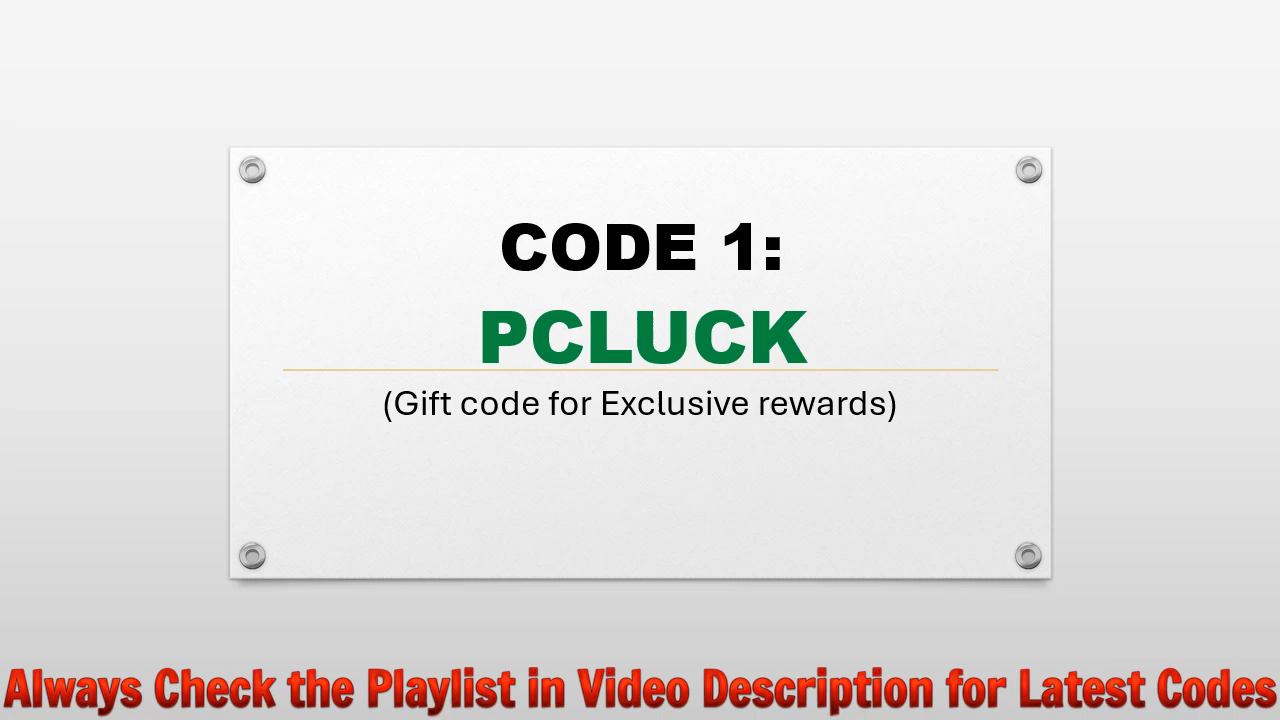 CODE 1:
PCLUCK
(Gift code for Exclusive rewards)
Always Check the Playlist in Video Description for Latest Codes